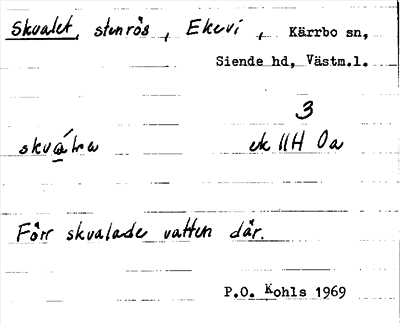 Skvalet, stenrös, Ekevi, Kärrbo sn,
Siende hd, Västm.l.
3
ek 11H 0a
Förr skvalade vatten där.
P.O. Kohls 1969